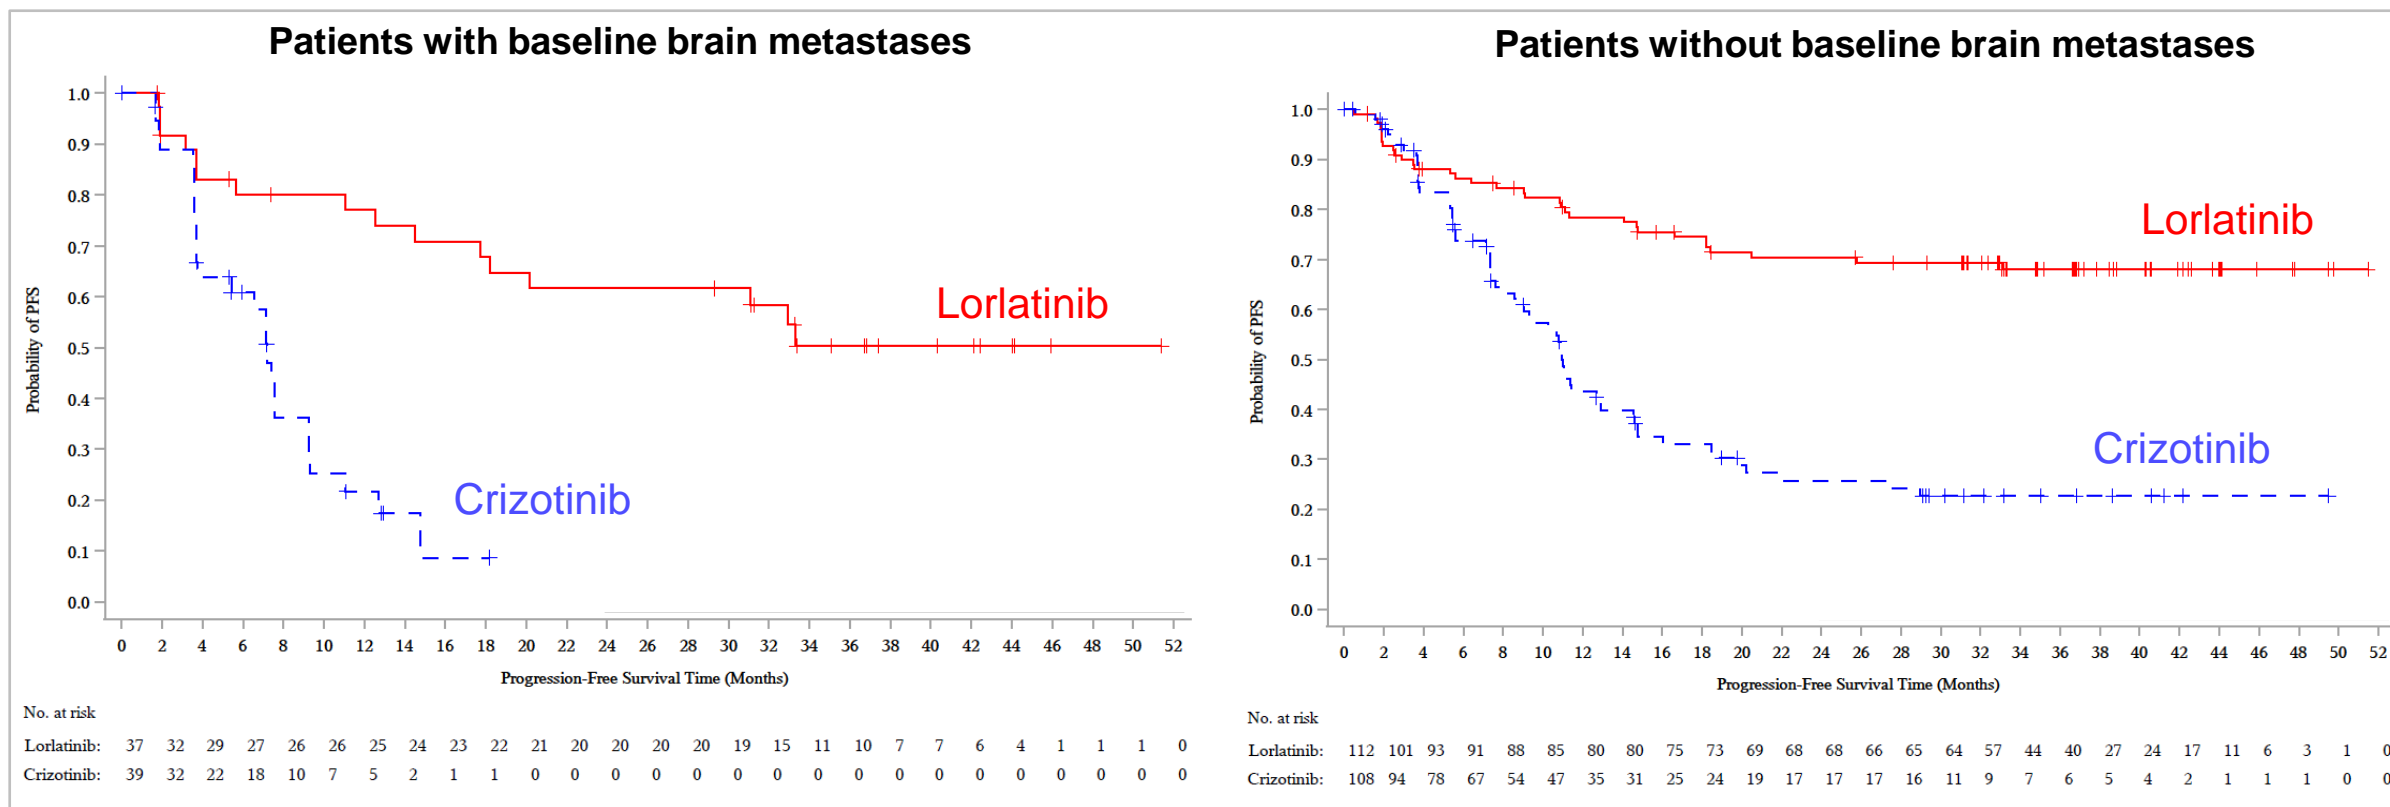 Patients with baseline brain metastases
1.0
0.9
0.8
0.7
0.6
0.5
0.4
0.3
0.2
0.1
0.0
Probability of PFS
Lorlatinib
Crizotinib
0 2 4 6 8 10 12 14 16 18 20 22 24 26 28 30 32 34 36 38 40 42 44 46 48 50 52
Progression-Free Survival Time (Months)
No. at risk
Lorlatinib: 37 32 29 27 26 26 25 24 23 22 21 20 20 20 20 19 15 11 10 7 7 6 4 1 1 1 0
Crizotinib: 39 32 22 18 10 7 5 2 1 1 0 0 0 0 0 0 0 0 0 0 0 0 0 0 0 0 0
Patients without baseline brain metastases
1.0
0.9
0.8
0.7
0.6
0.5
0.4
0.3
0.2
0.1
0.0
Probability of PFS
Lorlatinib
Crizotinib
0 2 4 6 8 10 12 14 16 18 20 22 24 26 28 30 32 34 36 38 40 42 44 46 48 50 52
Progression-Free Survival Time (Months)
No. at risk
Lorlatinib: 112 101 93 91 88 85 80 80 75 73 69 68 68 66 65 64 57 44 40 27 24 17 11 6 3 1 0
Crizotinib: 108 94 78 67 54 47 35 31 25 24 19 17 17 17 16 11 9 7 6 5 4 2 1 1 1 0 0